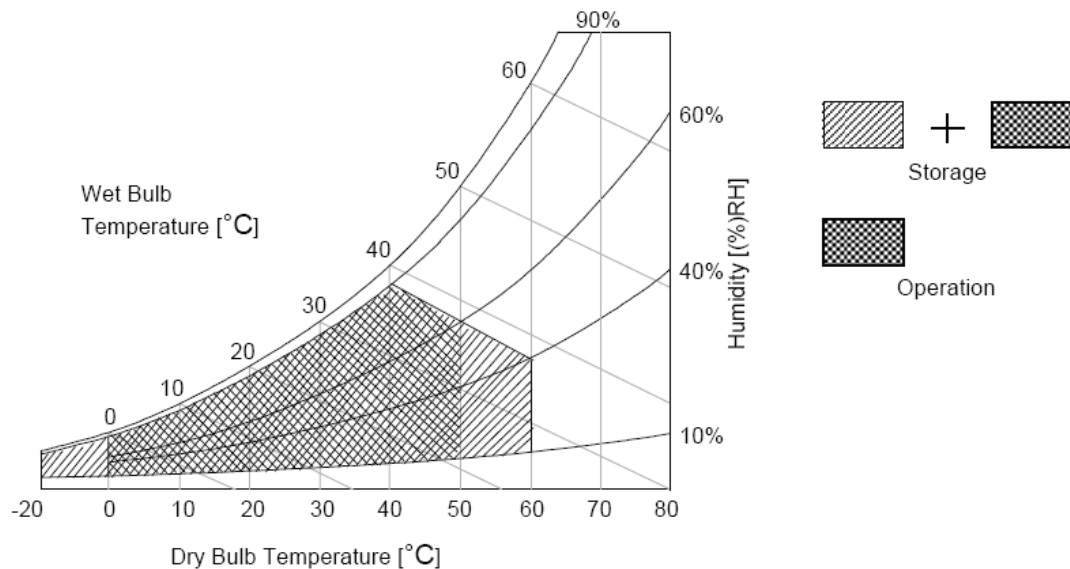 90%
60
60%
50
Storage
Wet Bulb
Temperature [°C]
Humidity [(%)RH]
40
40%
30
Operation
20
10
0
10%
-20 0 10 20 30 40 50 60 70 80
Dry Bulb Temperature [°C]